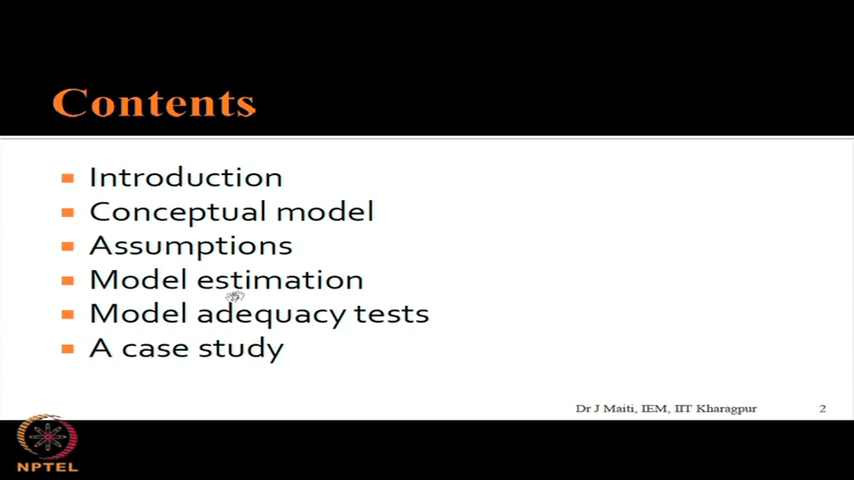 Contents
Introduction
Conceptual model
Assumptions
Model estimation
Model adequacy tests
A case study
Dr J Maiti, IEM, IIT Kharagpur 2
NPTEL